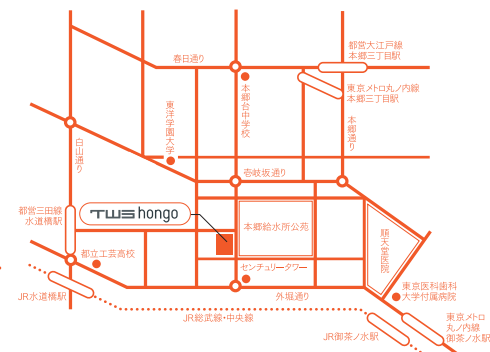 都営大江戸線
本郷三丁目駅
春日通り
東京メトロ丸ノ内線
本郷三丁目駅
本郷台中学校
東洋学園大学
本郷通り
白山通り
壱岐坂通り
都営三田線
水道橋駅
TWS hongo
本郷給水所公苑
順天堂医院
都立工芸高校
センチュリータワー
東京医科歯科
大学付属病院
JR水道橋駅
外堀通り
JR総武線・中央線
東京メトロ
丸ノ内線
御茶ノ水駅
JR御茶ノ水駅